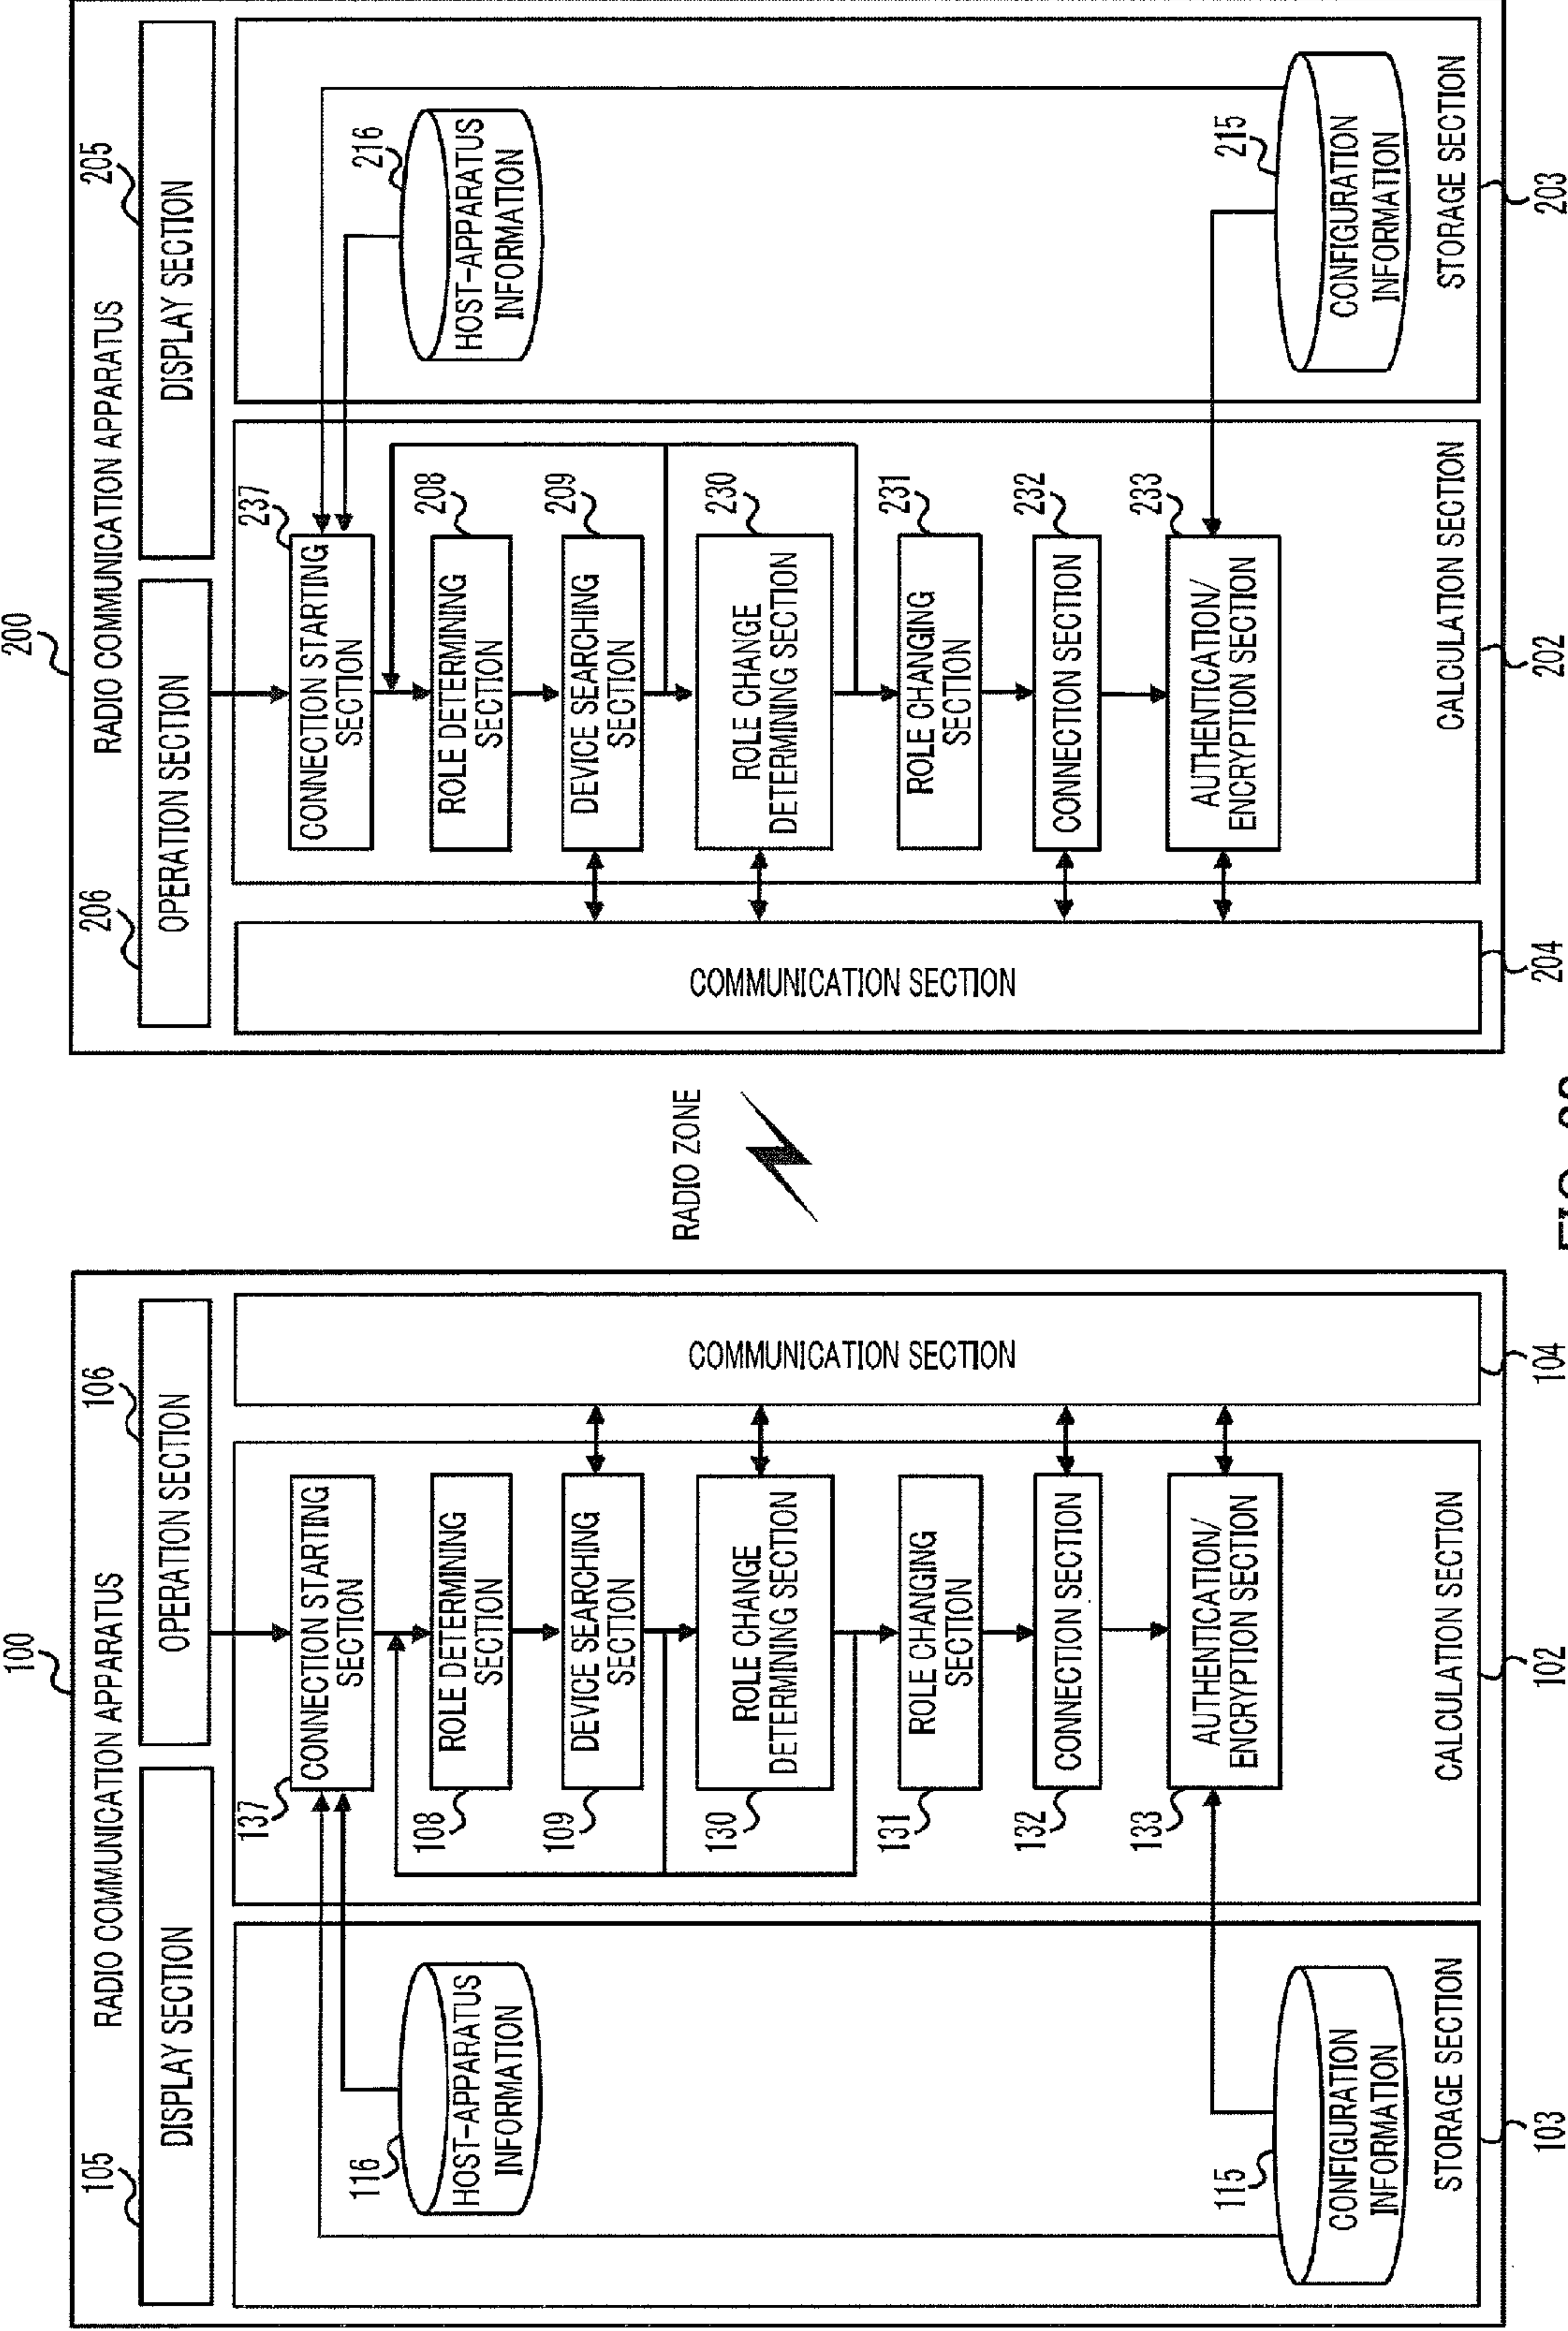 100
RADIO COMMUNICATION APPARATUS
105
DISPLAY SECTION
106
OPERATION SECTION
137
CONNECTION STARTING
SECTION
116
HOST-APPARATUS
INFORMATION
108
ROLE DETERMINING
SECTION
109
DEVICE SEARCHING
SECTION
130
ROLE CHANGE
DETERMINING SECTION
131
ROLE CHANGING
SECTION
132
CONNECTION SECTION
133
AUTHENTICATION/
ENCRYPTION SECTION
115
CONFIGURATION
INFORMATION
STORAGE SECTION
103
CALCULATION SECTION
102
COMMUNICATION SECTION
104
RADIO ZONE
200
RADIO COMMUNICATION APPARATUS
206
OPERATION SECTION
205
DISPLAY SECTION
COMMUNICATION SECTION
204
237
CONNECTION STARTING
SECTION
208
ROLE DETERMINING
SECTION
209
DEVICE SEARCHING
SECTION
230
ROLE CHANGE
DETERMINING SECTION
231
ROLE CHANGING
SECTION
232
CONNECTION SECTION
233
AUTHENTICATION/
ENCRYPTION SECTION
CALCULATION SECTION
202
216
HOST-APPARATUS
INFORMATION
215
CONFIGURATION
INFORMATION
STORAGE SECTION
203
FIG.